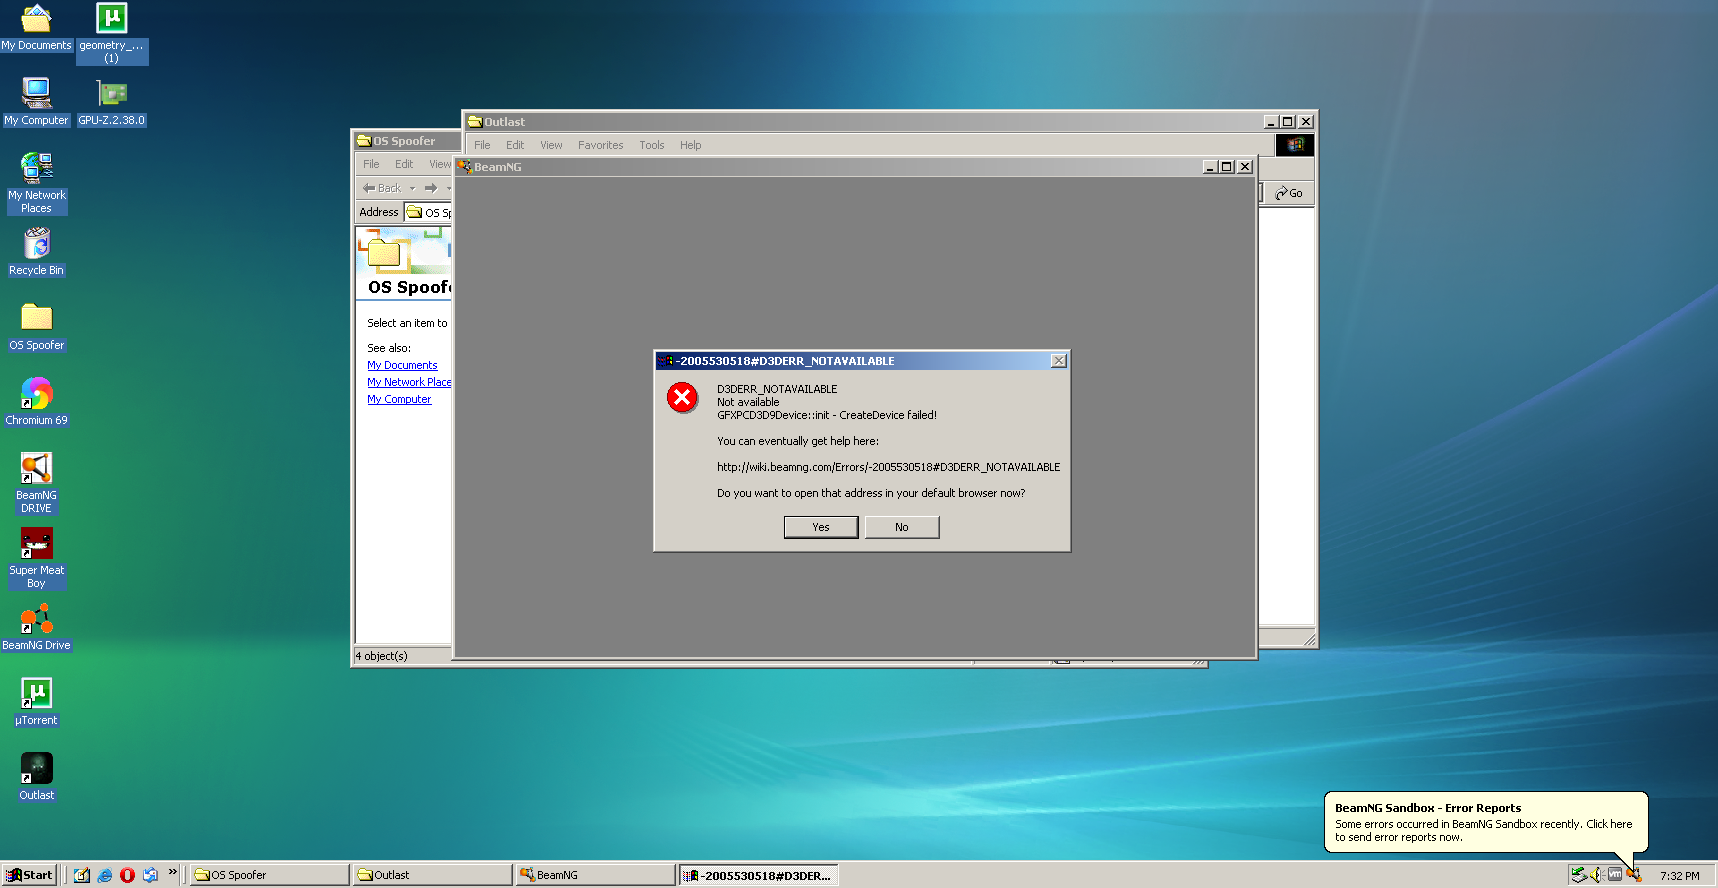 My Documents
geometry_...
(1)
My Computer
GPU-Z.2.38.0
My Network
Places
Recycle Bin
OS Spoofer
Chromium 69
BeamNG
DRIVE
Super Meat
Boy
BeamNG Drive
µTorrent
Outlast
Outlast
File Edit View Favorites Tools Help
Go
OS Spoofer
File Edit View
Back
Address OS Sp
OS Spoofe
Select an item to
See also:
My Documents
My Network Place
My Computer
4 object(s)
BeamNG
-2005530518#D3DERR_NOTAVAILABLE
D3DERR_NOTAVAILABLE
Not available
GFXPCD3D9Device::init - CreateDevice failed!
You can eventually get help here:
http://wiki.beamng.com/Errors/-2005530518#D3DERR_NOTAVAILABLE
Do you want to open that address in your default browser now?
Yes No
BeamNG Sandbox - Error Reports
Some errors occurred in BeamNG Sandbox recently. Click here
to send error reports now.
Start
OS Spoofer
Outlast
BeamNG
-2005530518#D3DER...
vm
7:32 PM